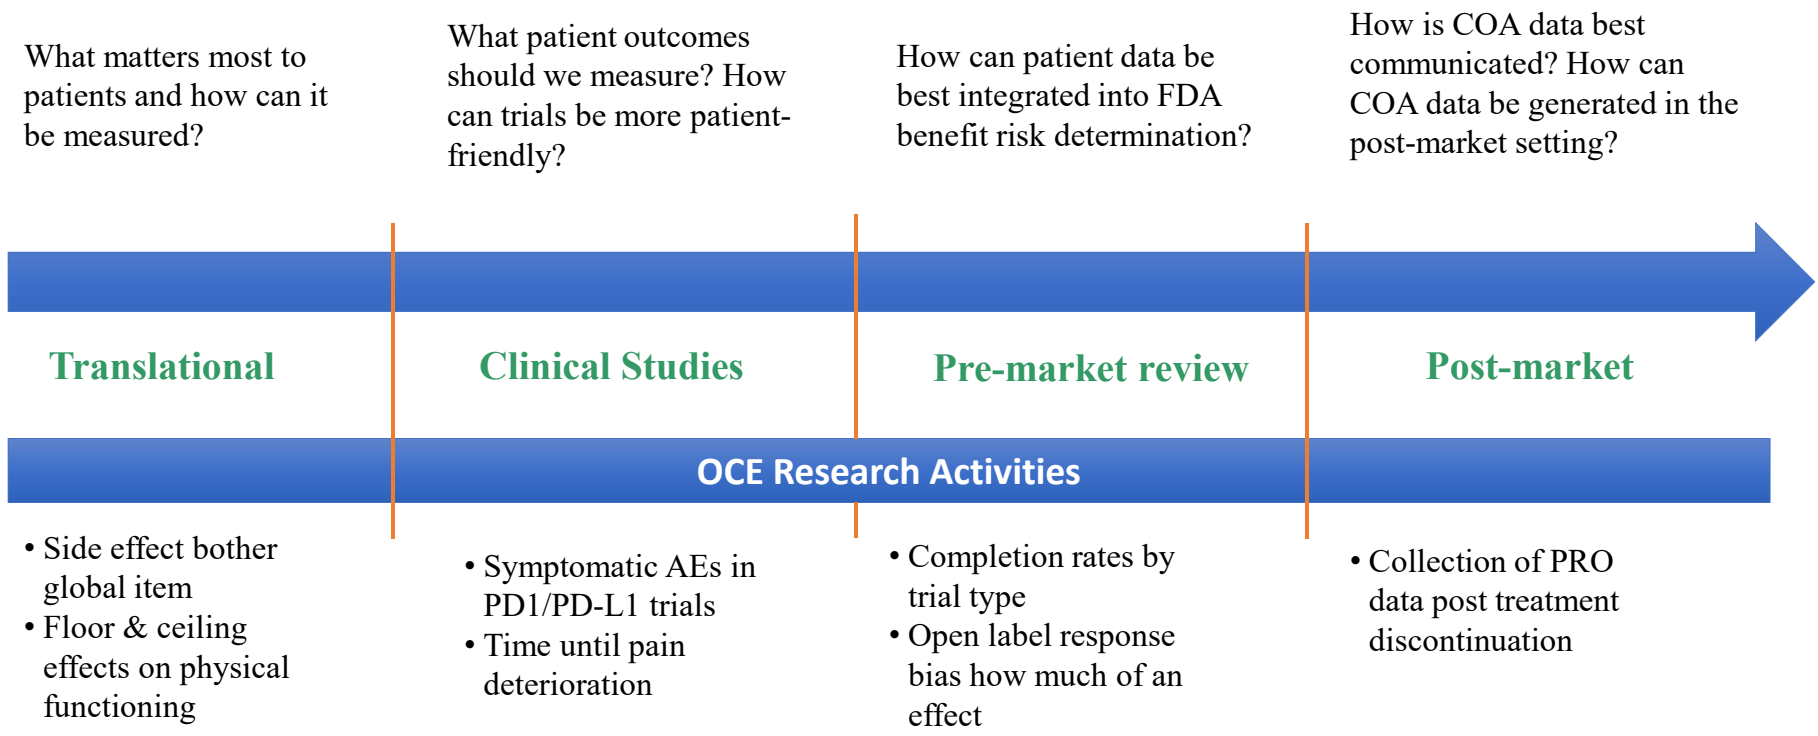 What matters most to
patients and how can it
be measured?
What patient outcomes
should we measure? How
can trials be more patient-
friendly?
How can patient data be
best integrated into FDA
benefit risk determination?
How is COA data best
communicated? How can
COA data be generated in the
post-market setting?
Translational
Clinical Studies
Pre-market review
Post-market
OCE Research Activities
• Side effect bother
global item
• Floor & ceiling
effects on physical
functioning
• Symptomatic AEs in
PD1/PD-L1 trials
• Time until pain
deterioration
• Completion rates by
trial type
• Open label response
bias how much of an
effect
• Collection of PRO
data post treatment
discontinuation